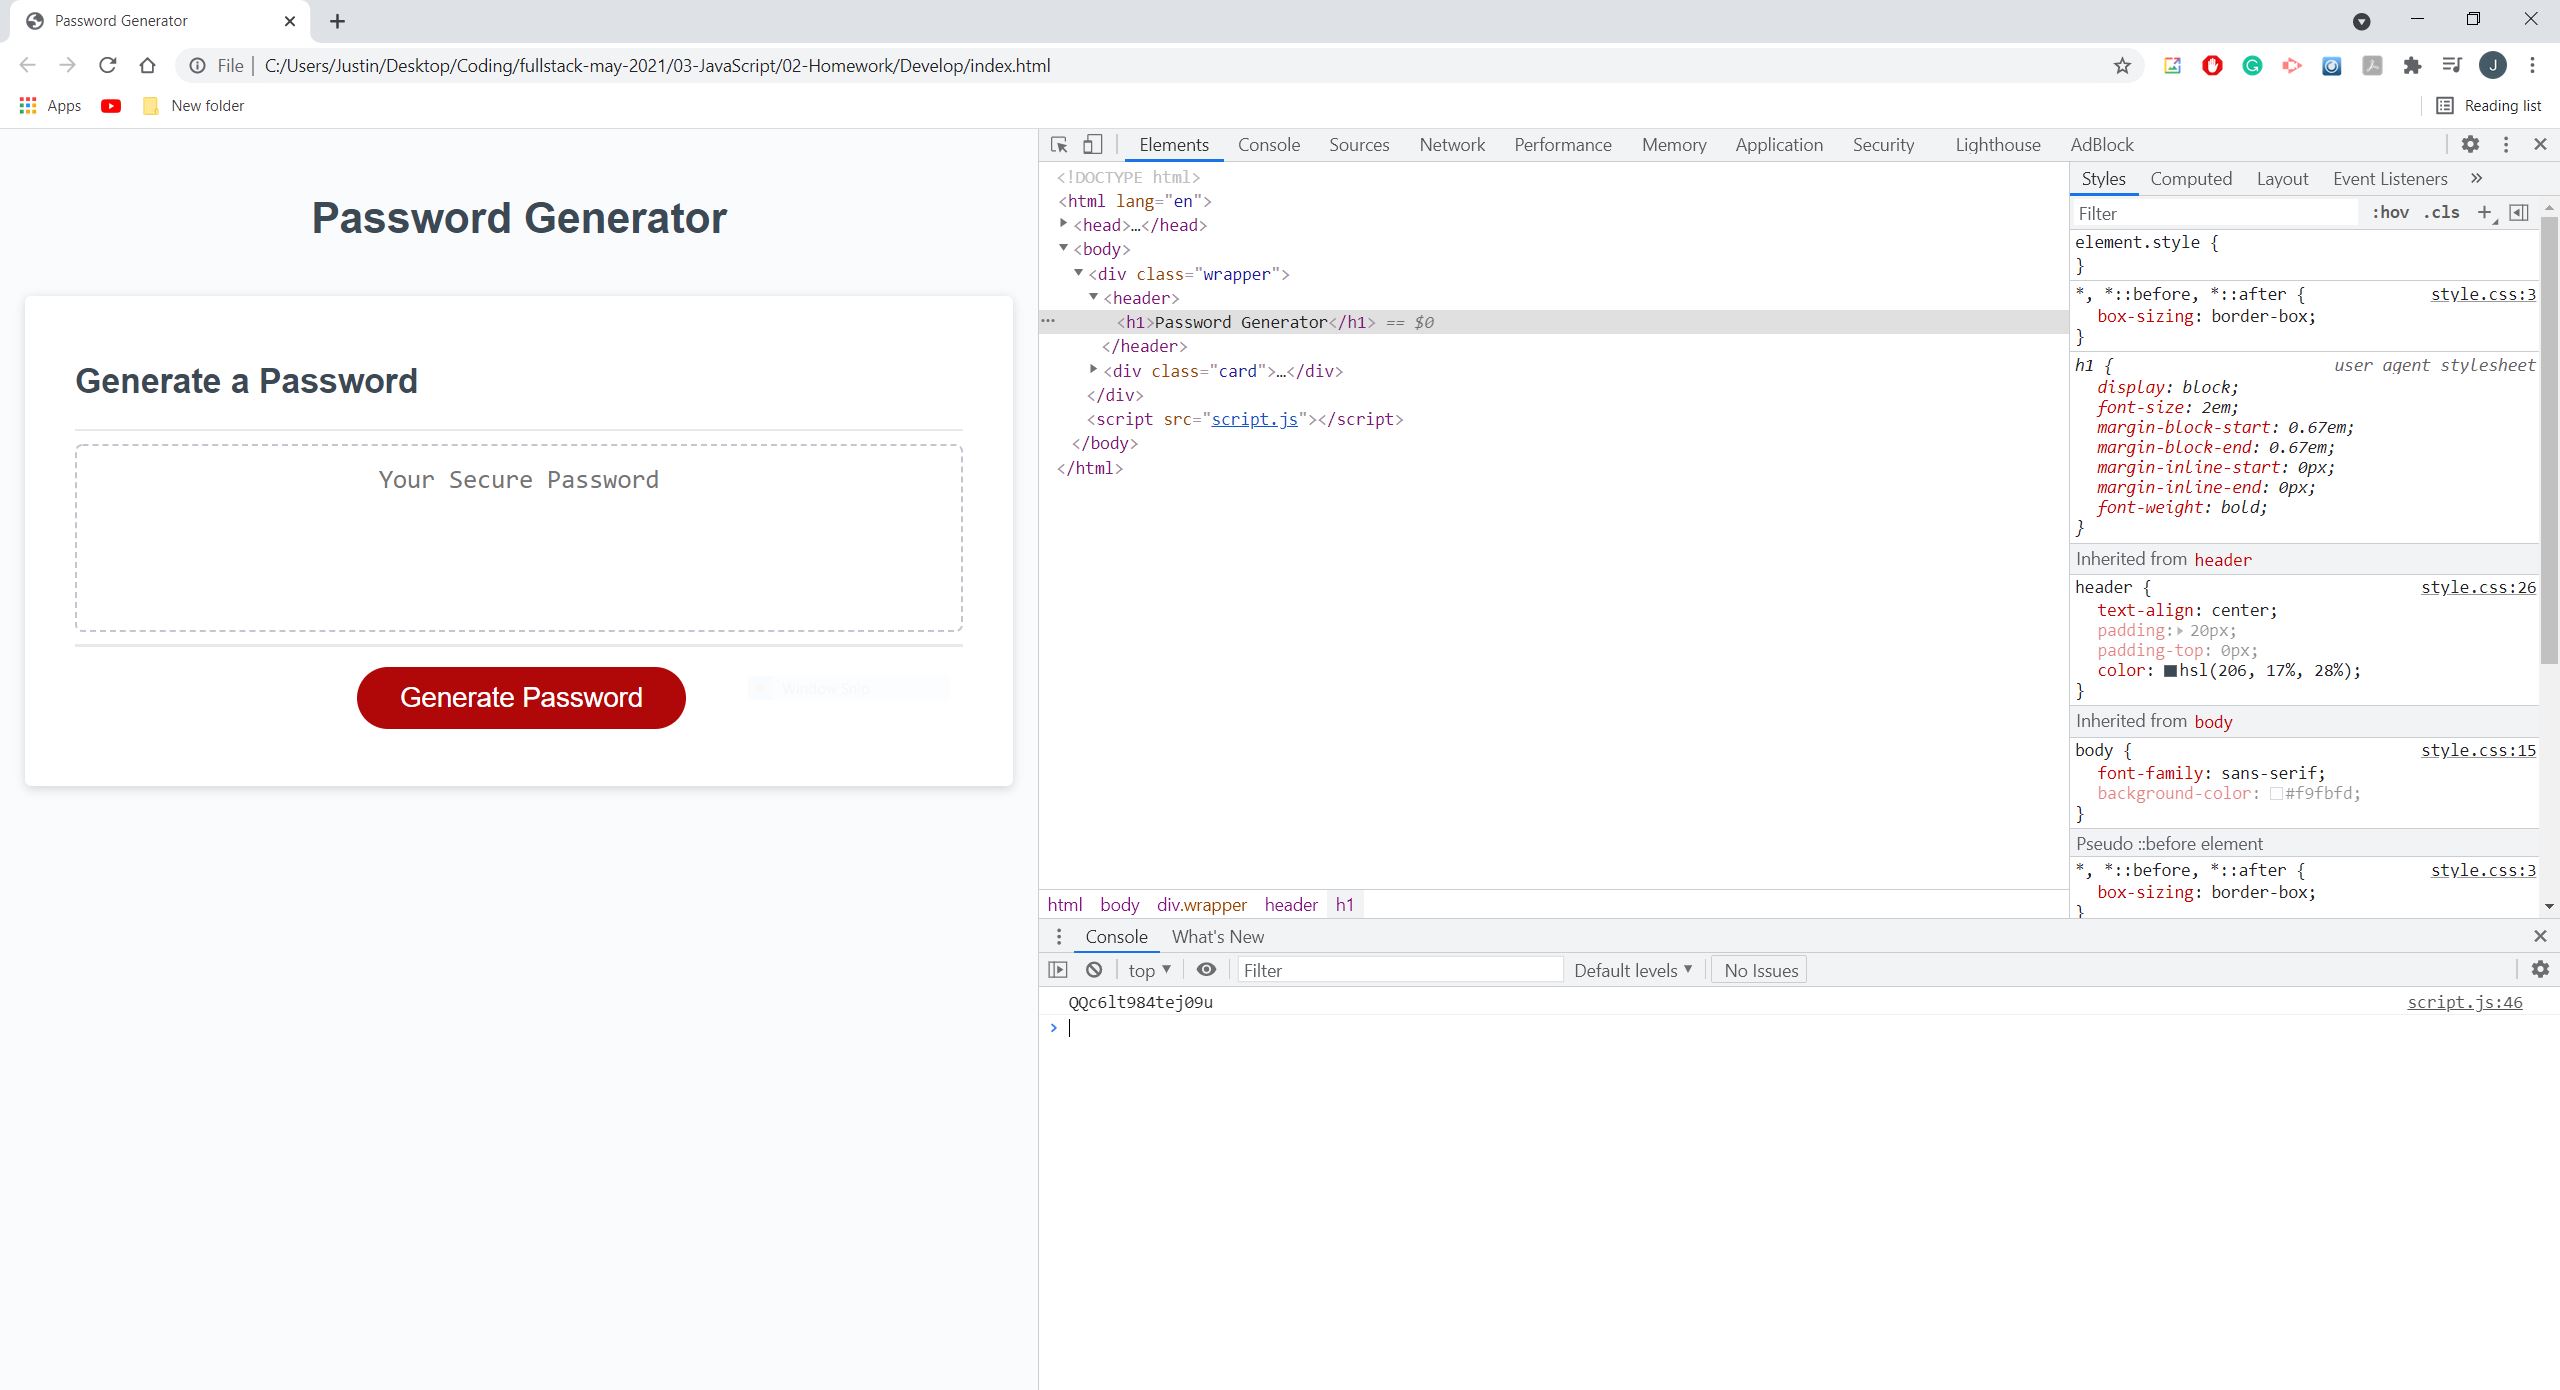 Password Generator
File | C:/Users/Justin/Desktop/Coding/fullstack-may-2021/03-JavaScript/02-Homework/Develop/index.html
J
Apps
New folder
Reading list
Password Generator
Generate a Password
Your Secure Password
Generate Password
Window Snip
Elements Console Sources Network Performance Memory Application Security Lighthouse AdBlock
<!DOCTYPE html>
<html lang="en">
<head>…</head>
<body>
<div class="wrapper">
<header>
<h1>Password Generator</h1> == $0
</header>
<div class="card">…</div>
</div>
<script src="script.js"></script>
</body>
</html>
html body div.wrapper header h1
Styles Computed Layout Event Listeners »
Filter :hov .cls +
element.style {
}
*, *::before, *::after { style.css:3
box-sizing: border-box;
}
h1 { user agent stylesheet
display: block;
font-size: 2em;
margin-block-start: 0.67em;
margin-block-end: 0.67em;
margin-inline-start: 0px;
margin-inline-end: 0px;
font-weight: bold;
}
Inherited from header
header { style.css:26
text-align: center;
padding: 20px;
padding-top: 0px;
color: hsl(206, 17%, 28%);
}
Inherited from body
body { style.css:15
font-family: sans-serif;
background-color: #f9fbfd;
}
Pseudo ::before element
*, *::before, *::after { style.css:3
box-sizing: border-box;
}
Console What's New
top Filter Default levels No Issues
QQc6lt984tej09u script.js:46